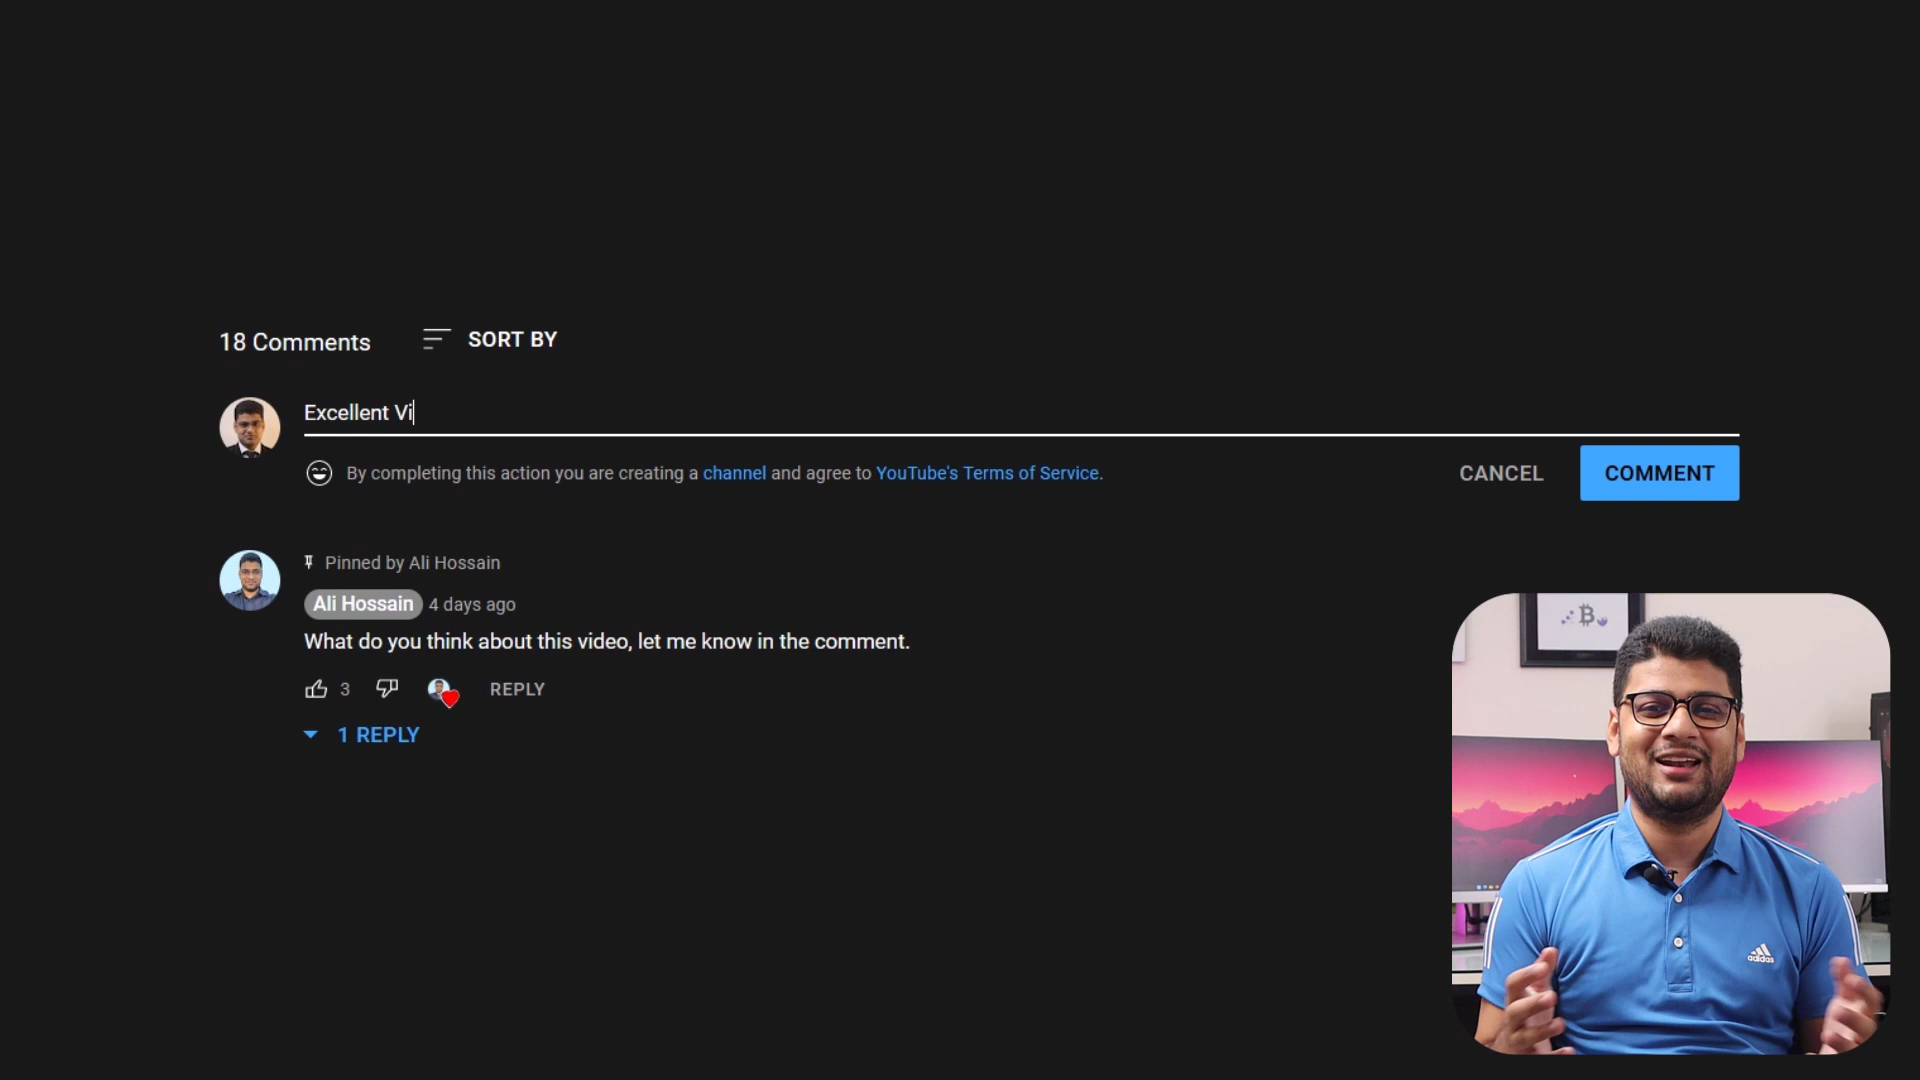 18 Comments
SORT BY
Excellent Vi
By completing this action you are creating a channel and agree to YouTube's Terms of Service.
CANCEL
COMMENT
Pinned by Ali Hossain
Ali Hossain 4 days ago
What do you think about this video, let me know in the comment.
3
REPLY
1 REPLY
adidas